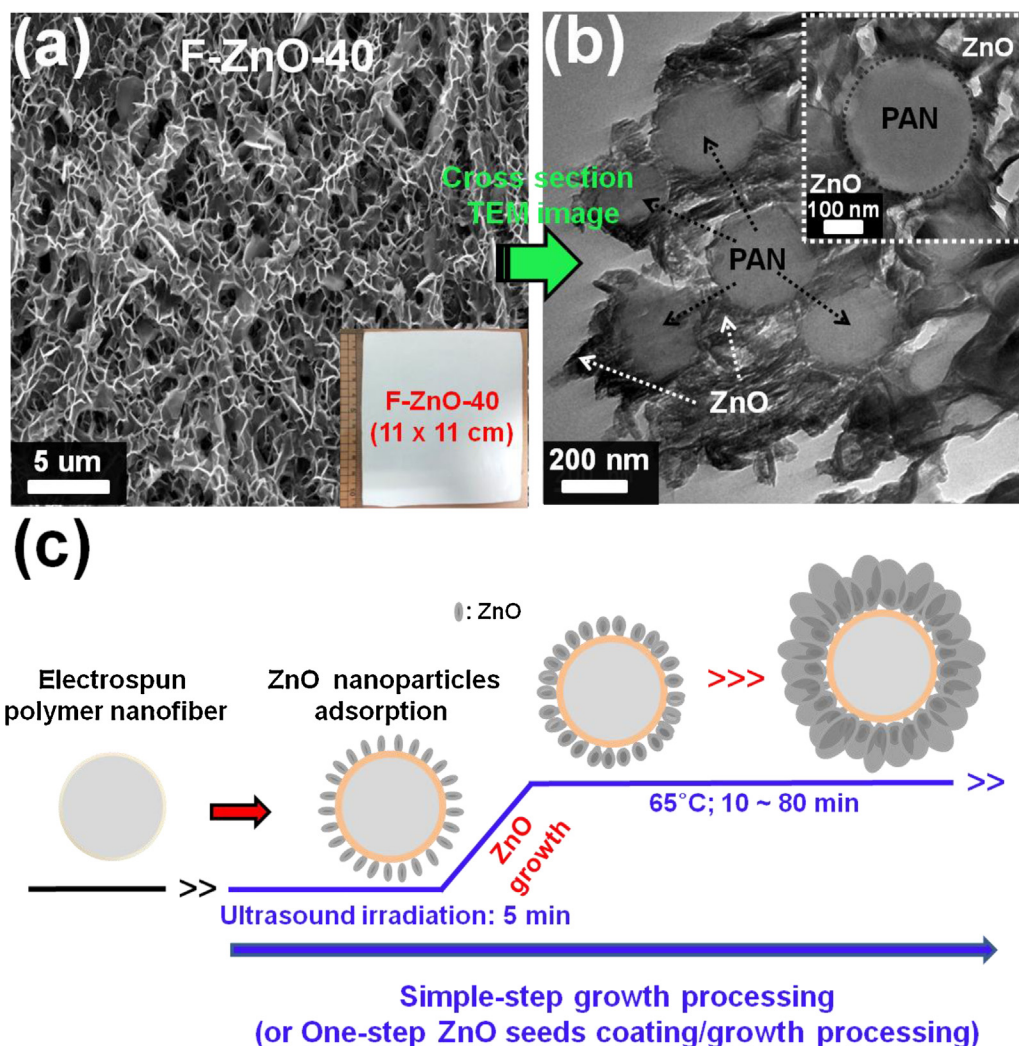 (a)
F-ZnO-40
Cross section
TEM image
F-ZnO-40
(11 x 11 cm)
5 um
(b)
ZnO
PAN
ZnO
100 nm
PAN
ZnO
200 nm
(c)
: ZnO
Electrospun
polymer nanofiber
ZnO nanoparticles
adsorption
>>>
>>
65°C; 10 ~ 80 min
ZnO
growth
>>
Ultrasound irradiation: 5 min
Simple-step growth processing
(or One-step ZnO seeds coating/growth processing)